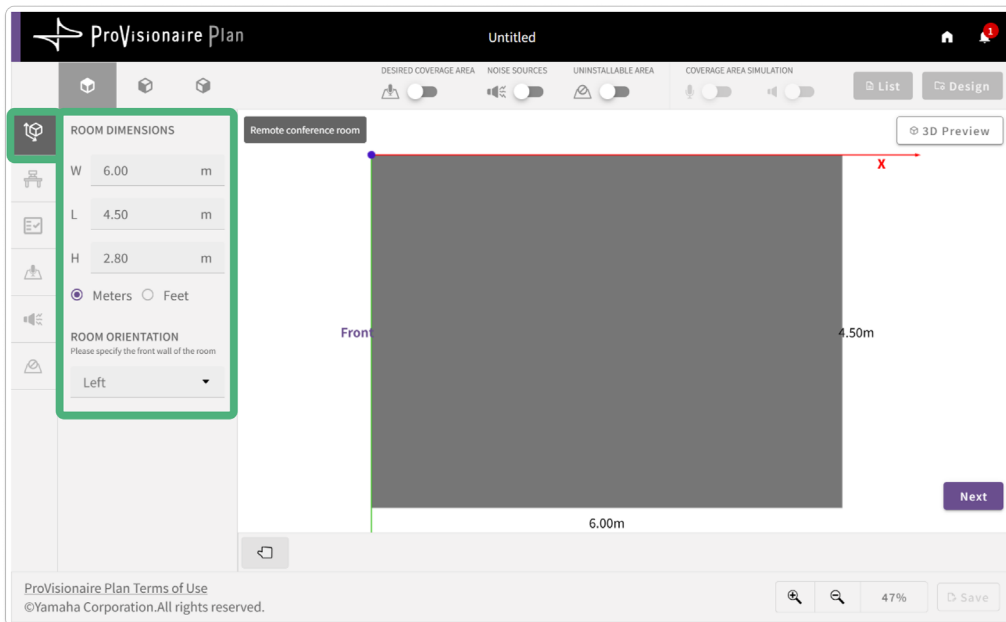 ProVisionaire Plan
Untitled
1
DESIRED COVERAGE AREA
NOISE SOURCES
UNINSTALLABLE AREA
COVERAGE AREA SIMULATION
List
Design
ROOM DIMENSIONS
W 6.00 m
L 4.50 m
H 2.80 m
Meters Feet
ROOM ORIENTATION
Please specify the front wall of the room
Left
Remote conference room
3D Preview
X
Front
4.50m
6.00m
Next
ProVisionaire Plan Terms of Use
©Yamaha Corporation.All rights reserved.
47%
Save